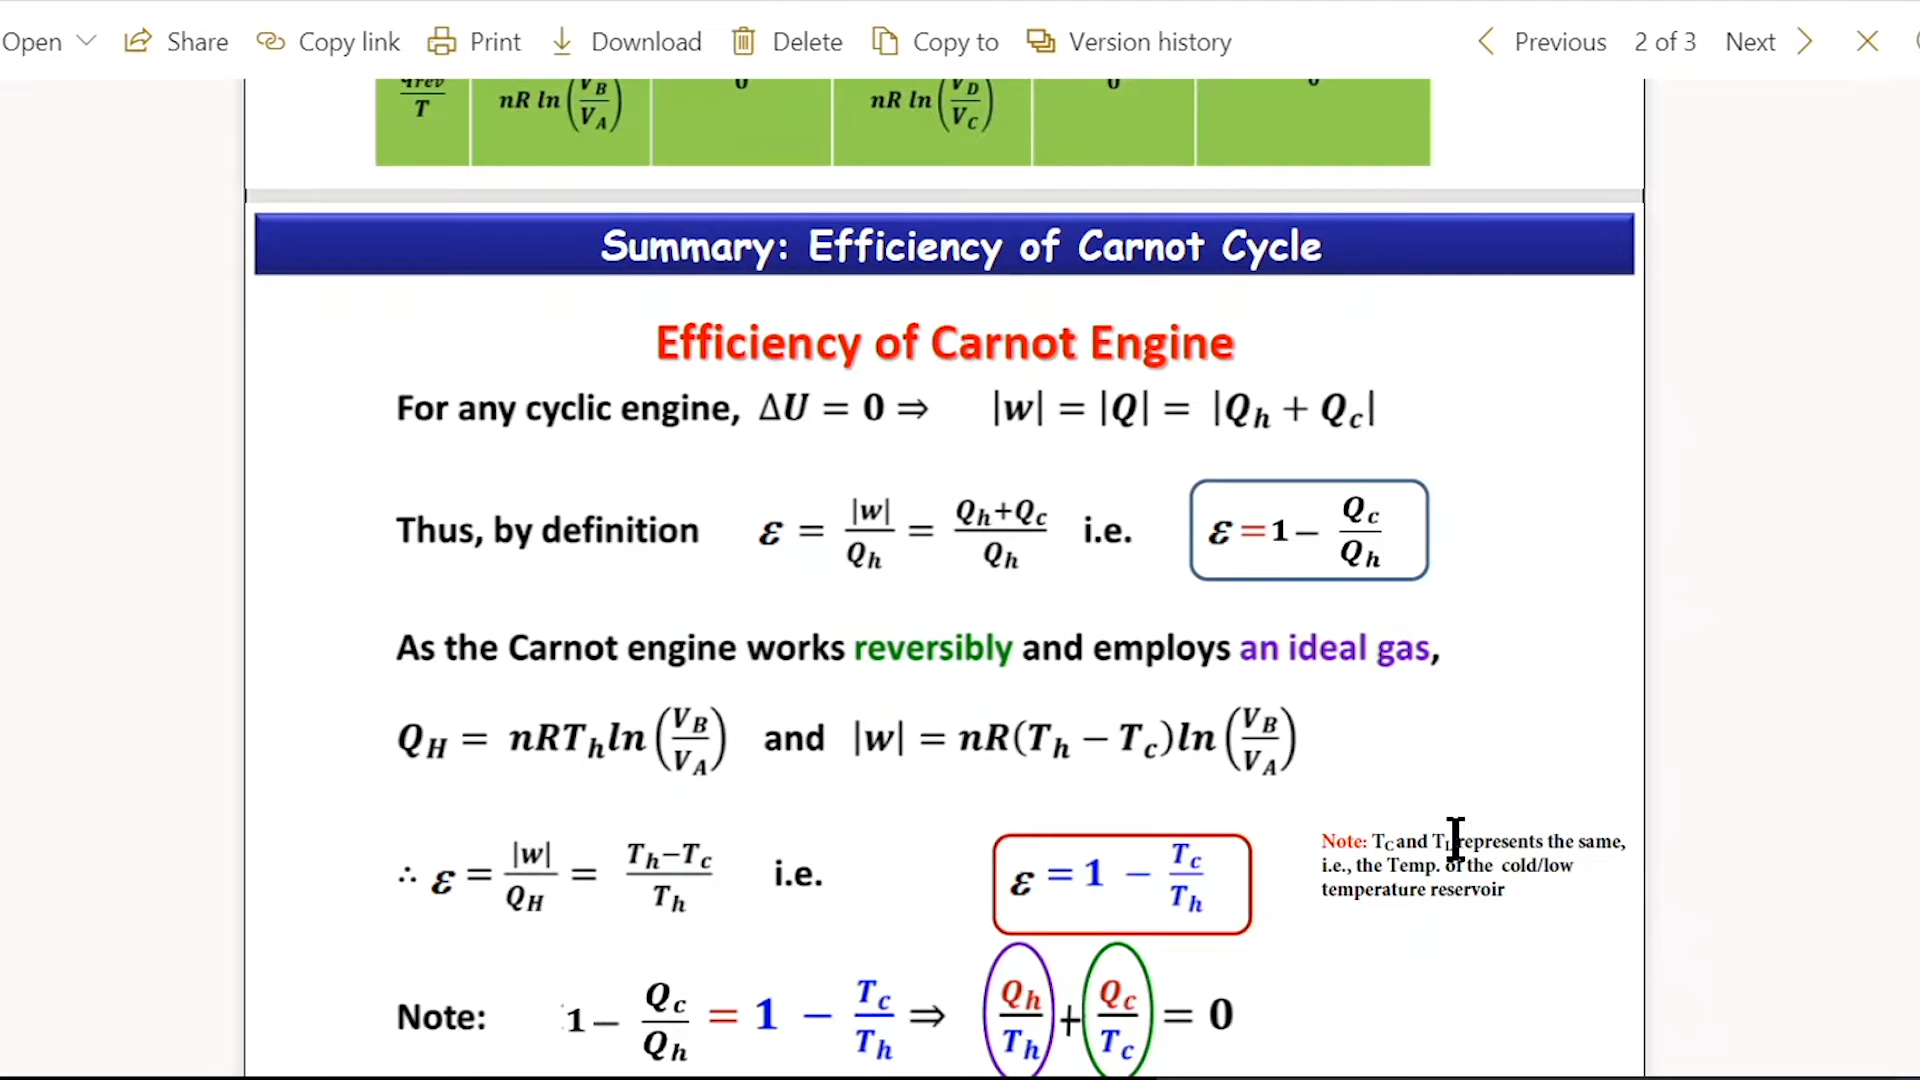 Open Share Copy link Print Download Delete Copy to Version history Previous 2 of 3 Next
qrev/T nR ln(V_B/V_A) 0 nR ln(V_D/V_C) 0 0
Summary: Efficiency of Carnot Cycle
Efficiency of Carnot Engine
For any cyclic engine, ΔU = 0 ⇒ |w| = |Q| = |Q_h + Q_c|
Thus, by definition ε = |w|/Q_h = Q_h+Q_c/Q_h i.e. ε = 1 − Q_c/Q_h
As the Carnot engine works reversibly and employs an ideal gas,
Q_H = nRT_h ln(V_B/V_A) and |w| = nR(T_h − T_c)ln(V_B/V_A)
∴ ε = |w|/Q_H = T_h−T_c/T_h i.e. ε = 1 − T_c/T_h
Note: T_C and T_L represents the same,
i.e., the Temp. of the cold/low
temperature reservoir
Note: 1 − Q_c/Q_h = 1 − T_c/T_h ⇒ Q_h/T_h + Q_c/T_c = 0